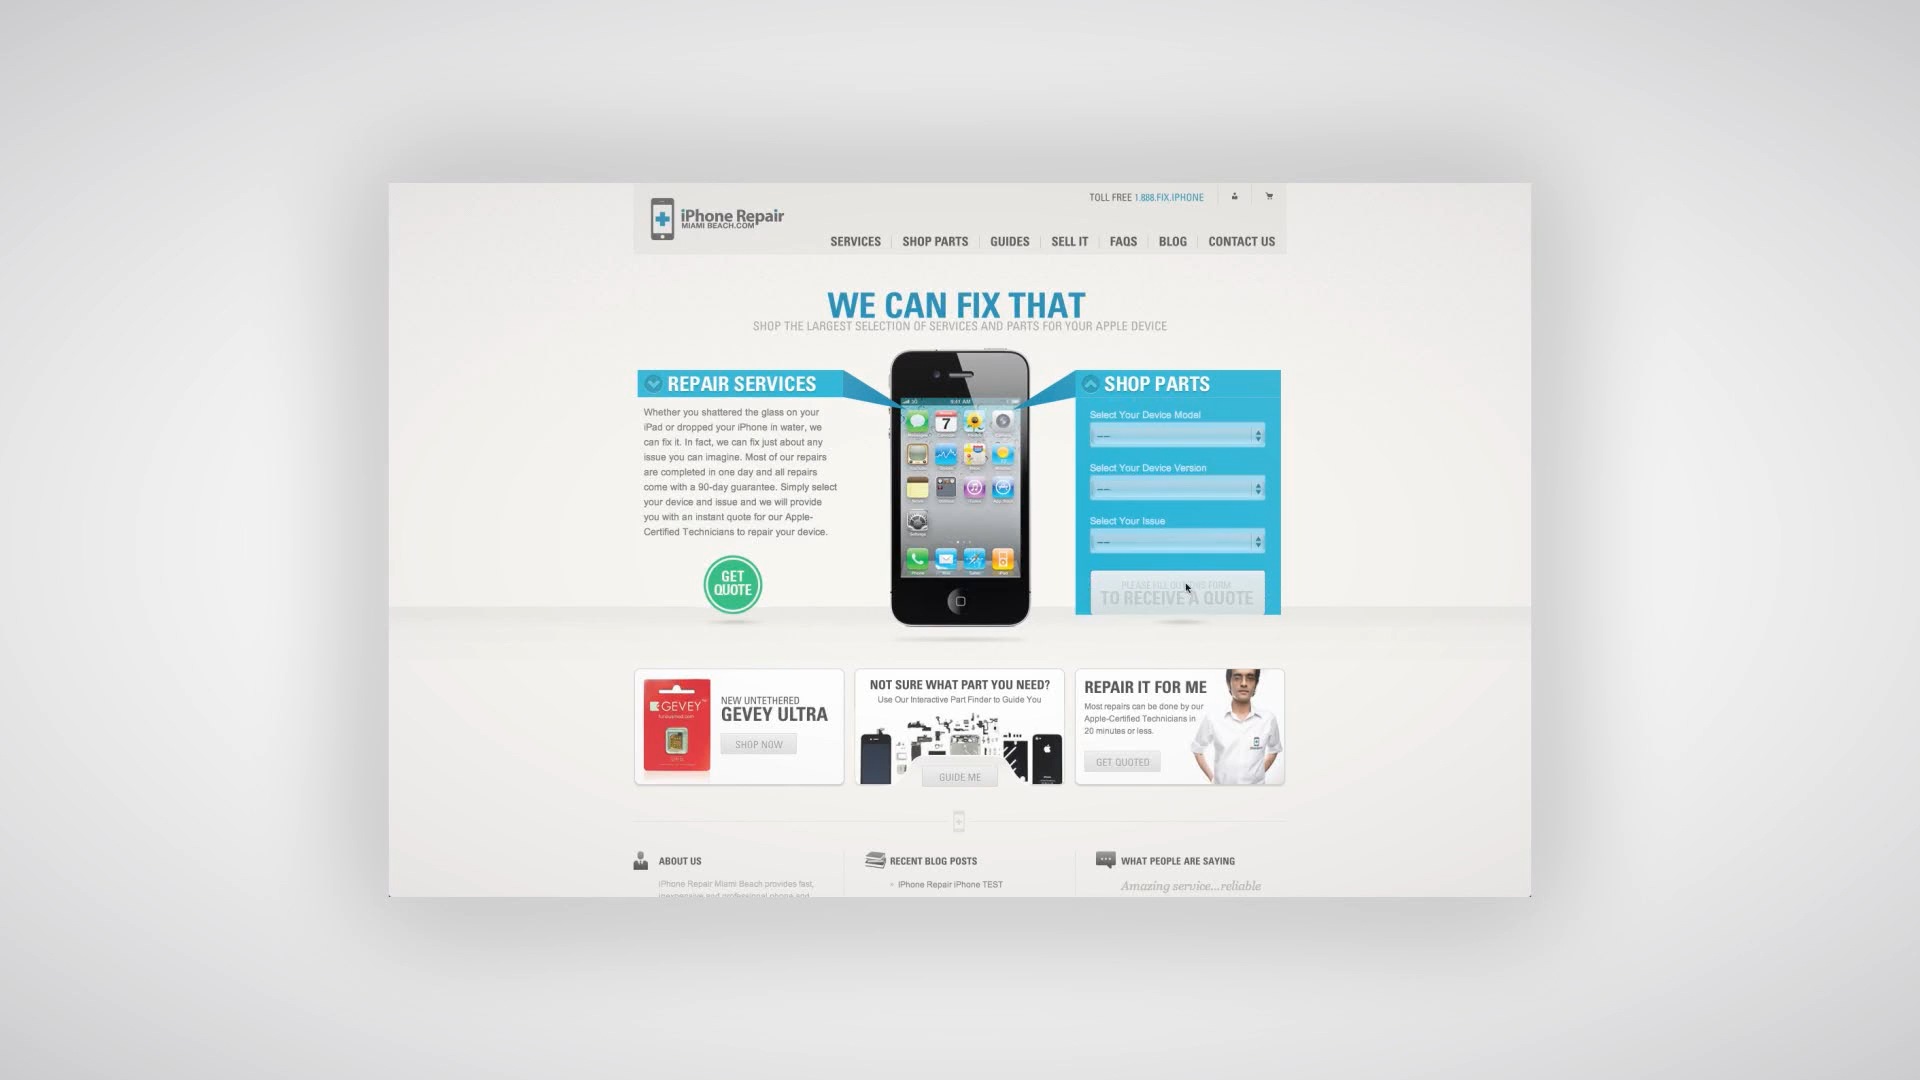 TOLL FREE 1.888.FIX.IPHONE
iPhone Repair
MIAMI BEACH.COM
SERVICES
SHOP PARTS
GUIDES
SELL IT
FAQS
BLOG
CONTACT US
WE CAN FIX THAT
SHOP THE LARGEST SELECTION OF SERVICES AND PARTS FOR YOUR APPLE DEVICE
REPAIR SERVICES
Whether you shattered the glass on your
iPad or dropped your iPhone in water, we
can fix it. In fact, we can fix just about any
issue you can imagine. Most of our repairs
are completed in one day and all repairs
come with a 90-day guarantee. Simply select
your device and issue and we will provide
you with an instant quote for our Apple-
Certified Technicians to repair your device.
GET
QUOTE
9:41 AM
7
SHOP PARTS
Select Your Device Model
---
Select Your Device Version
---
Select Your Issue
---
PLEASE FILL OUT THIS FORM
TO RECEIVE A QUOTE
GEVEY
NEW UNTETHERED
GEVEY ULTRA
SHOP NOW
NOT SURE WHAT PART YOU NEED?
Use Our Interactive Part Finder to Guide You
GUIDE ME
REPAIR IT FOR ME
Most repairs can be done by our
Apple-Certified Technicians in
20 minutes or less.
GET QUOTED
ABOUT US
iPhone Repair Miami Beach provides fast,
inexpensive and professional phone and
RECENT BLOG POSTS
iPhone Repair iPhone TEST
WHAT PEOPLE ARE SAYING
Amazing service...reliable